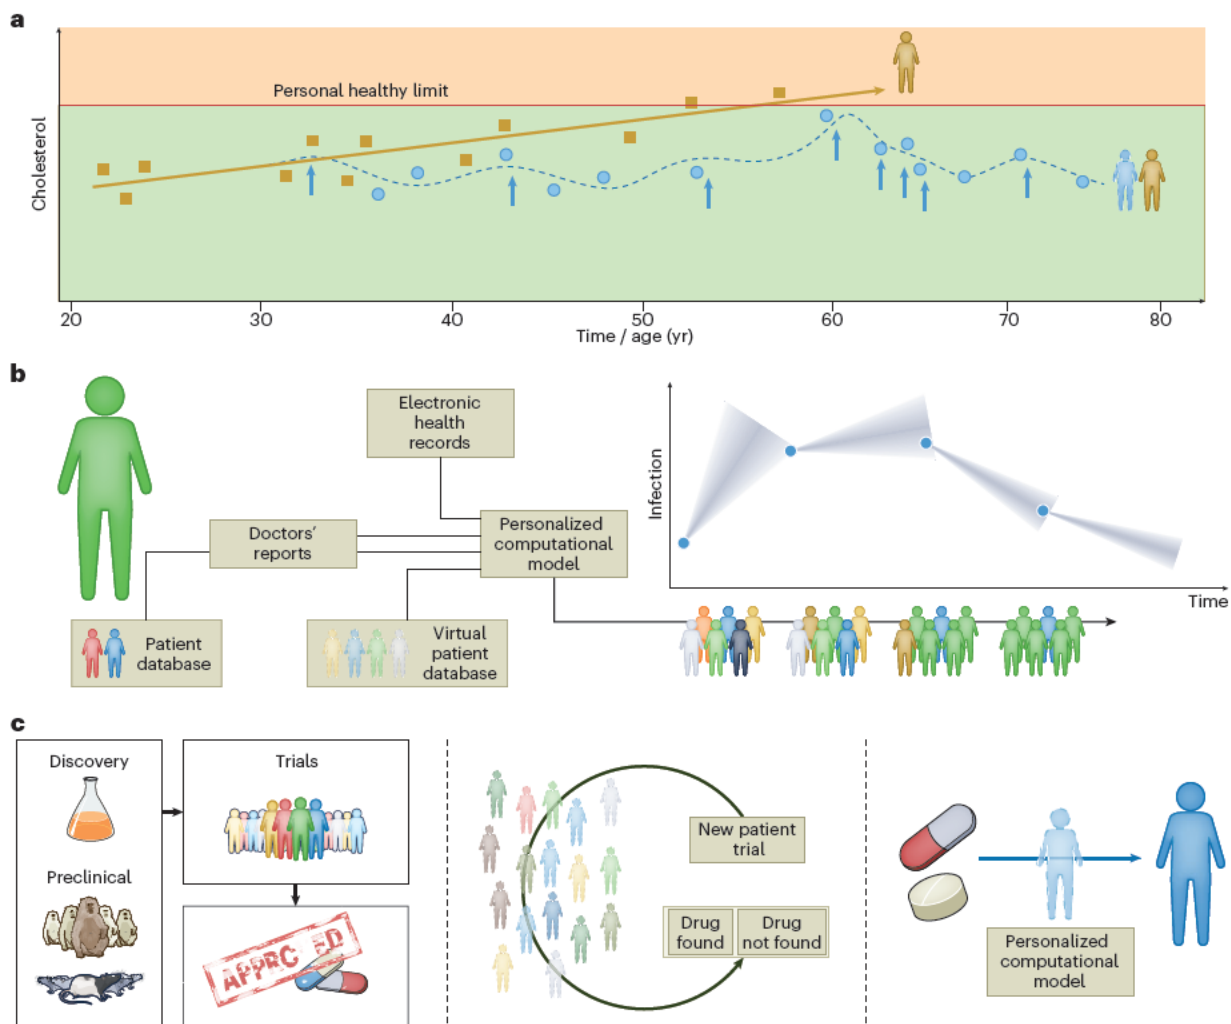 a
Personal healthy limit
Cholesterol
20 30 40 50 60 70 80
Time / age (yr)
b
Electronic
health
records
Doctors’
reports
Personalized
computational
model
Patient
database
Virtual
patient
database
Infection
Time
c
Discovery
Preclinical
Trials
APPRO ED
New patient
trial
Drug
found
Drug
not found
Personalized
computational
model